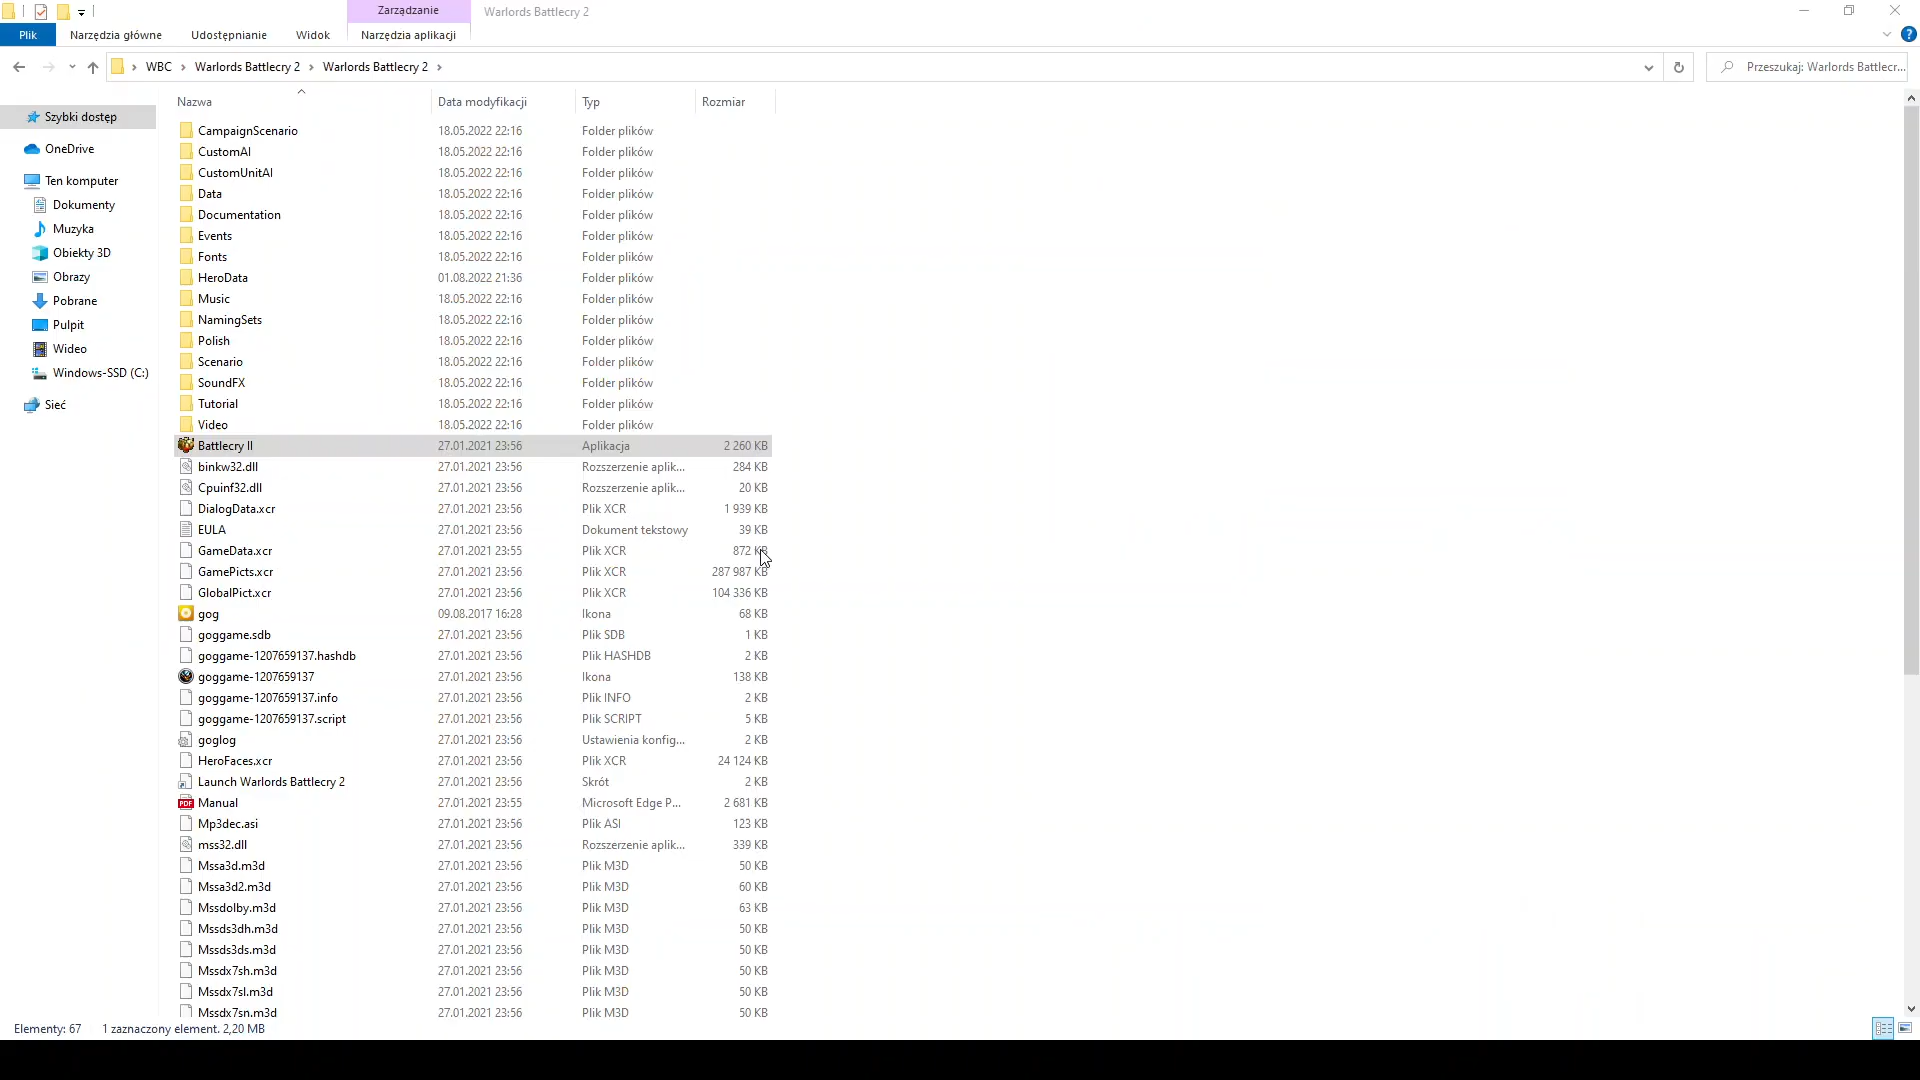 Zarządzanie Warlords Battlecry 2
Plik Narzędzia główne Udostępnianie Widok Narzędzia aplikacji
WBC Warlords Battlecry 2 Warlords Battlecry 2 Przeszukaj: Warlords Battlecr...
Nazwa Data modyfikacji Typ Rozmiar
Szybki dostęp
OneDrive
Ten komputer
Dokumenty
Muzyka
Obiekty 3D
Obrazy
Pobrane
Pulpit
Wideo
Windows-SSD (C:)
Sieć
CampaignScenario 18.05.2022 22:16 Folder plików
CustomAI 18.05.2022 22:16 Folder plików
CustomUnitAI 18.05.2022 22:16 Folder plików
Data 18.05.2022 22:16 Folder plików
Documentation 18.05.2022 22:16 Folder plików
Events 18.05.2022 22:16 Folder plików
Fonts 18.05.2022 22:16 Folder plików
HeroData 01.08.2022 21:36 Folder plików
Music 18.05.2022 22:16 Folder plików
NamingSets 18.05.2022 22:16 Folder plików
Polish 18.05.2022 22:16 Folder plików
Scenario 18.05.2022 22:16 Folder plików
SoundFX 18.05.2022 22:16 Folder plików
Tutorial 18.05.2022 22:16 Folder plików
Video 18.05.2022 22:16 Folder plików
Battlecry II 27.01.2021 23:56 Aplikacja 2 260 KB
binkw32.dll 27.01.2021 23:56 Rozszerzenie aplik... 284 KB
Cpuinf32.dll 27.01.2021 23:56 Rozszerzenie aplik... 20 KB
DialogData.xcr 27.01.2021 23:56 Plik XCR 1 939 KB
EULA 27.01.2021 23:56 Dokument tekstowy 39 KB
GameData.xcr 27.01.2021 23:55 Plik XCR 872 KB
GamePicts.xcr 27.01.2021 23:56 Plik XCR 287 987 KB
GlobalPict.xcr 27.01.2021 23:56 Plik XCR 104 336 KB
gog 09.08.2017 16:28 Ikona 68 KB
goggame.sdb 27.01.2021 23:56 Plik SDB 1 KB
goggame-1207659137.hashdb 27.01.2021 23:56 Plik HASHDB 2 KB
goggame-1207659137 27.01.2021 23:56 Ikona 138 KB
goggame-1207659137.info 27.01.2021 23:56 Plik INFO 2 KB
goggame-1207659137.script 27.01.2021 23:56 Plik SCRIPT 5 KB
goglog 27.01.2021 23:56 Ustawienia konfig... 2 KB
HeroFaces.xcr 27.01.2021 23:56 Plik XCR 24 124 KB
Launch Warlords Battlecry 2 27.01.2021 23:56 Skrót 2 KB
Manual 27.01.2021 23:55 Microsoft Edge P... 2 681 KB
Mp3dec.asi 27.01.2021 23:56 Plik ASI 123 KB
mss32.dll 27.01.2021 23:56 Rozszerzenie aplik... 339 KB
Mssa3d.m3d 27.01.2021 23:56 Plik M3D 50 KB
Mssa3d2.m3d 27.01.2021 23:56 Plik M3D 60 KB
Mssdolby.m3d 27.01.2021 23:56 Plik M3D 63 KB
Mssds3dh.m3d 27.01.2021 23:56 Plik M3D 50 KB
Mssds3ds.m3d 27.01.2021 23:56 Plik M3D 50 KB
Mssdx7sh.m3d 27.01.2021 23:56 Plik M3D 50 KB
Mssdx7sl.m3d 27.01.2021 23:56 Plik M3D 50 KB
Mssdx7sn.m3d 27.01.2021 23:56 Plik M3D 50 KB
Elementy: 67 1 zaznaczony element. 2,20 MB